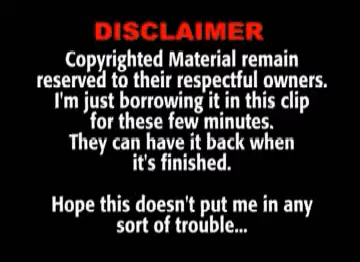 DISCLAIMER
Copyrighted Material remain
reserved to their respectful owners.
I'm just borrowing it in this clip
for these few minutes.
They can have it back when
it's finished.
Hope this doesn't put me in any
sort of trouble...